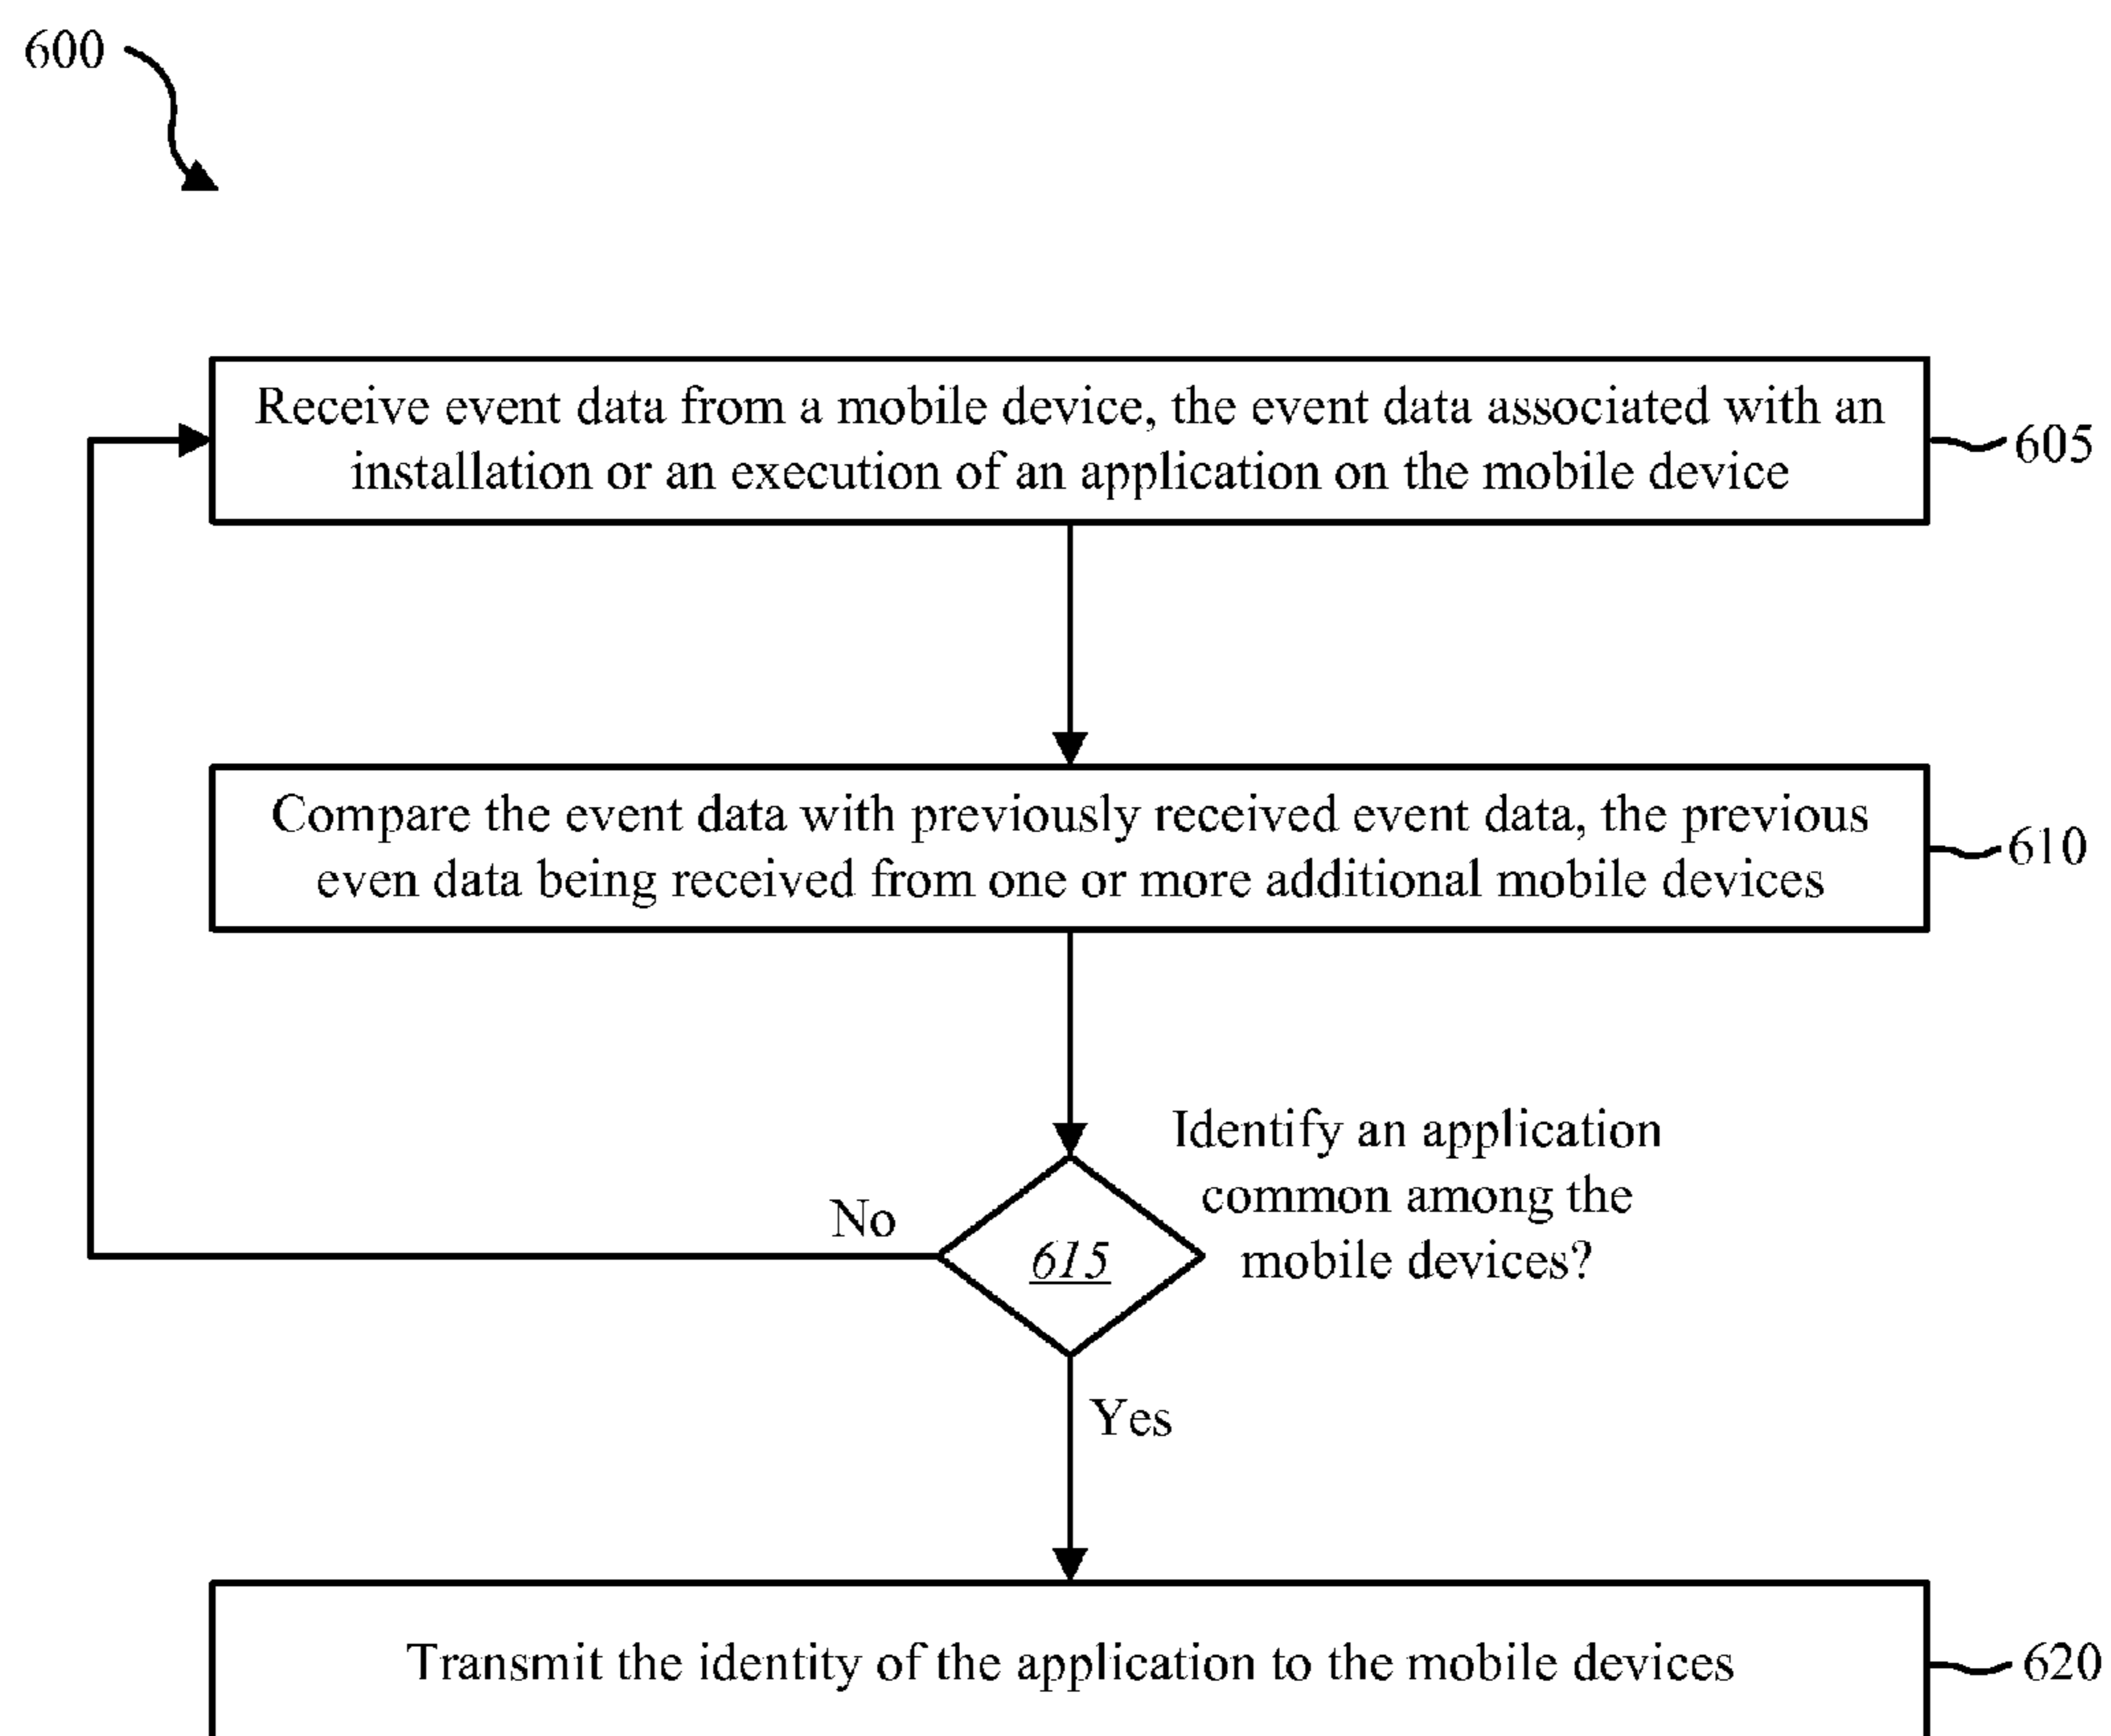 600
Receive event data from a mobile device, the event data associated with an
installation or an execution of an application on the mobile device
605
Compare the event data with previously received event data, the previous
even data being received from one or more additional mobile devices
610
Identify an application
common among the
mobile devices?
No
615
Yes
Transmit the identity of the application to the mobile devices
620